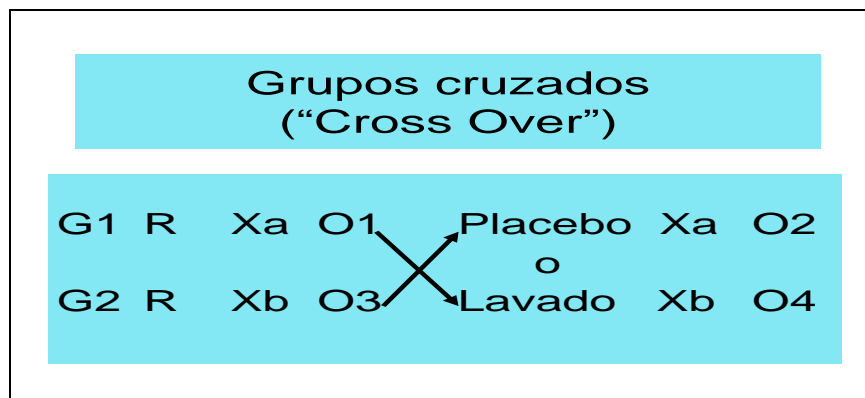 Grupos cruzados
(“Cross Over”)
G1 R Xa O1 Placebo Xa O2
o
G2 R Xb O3 Lavado Xb O4